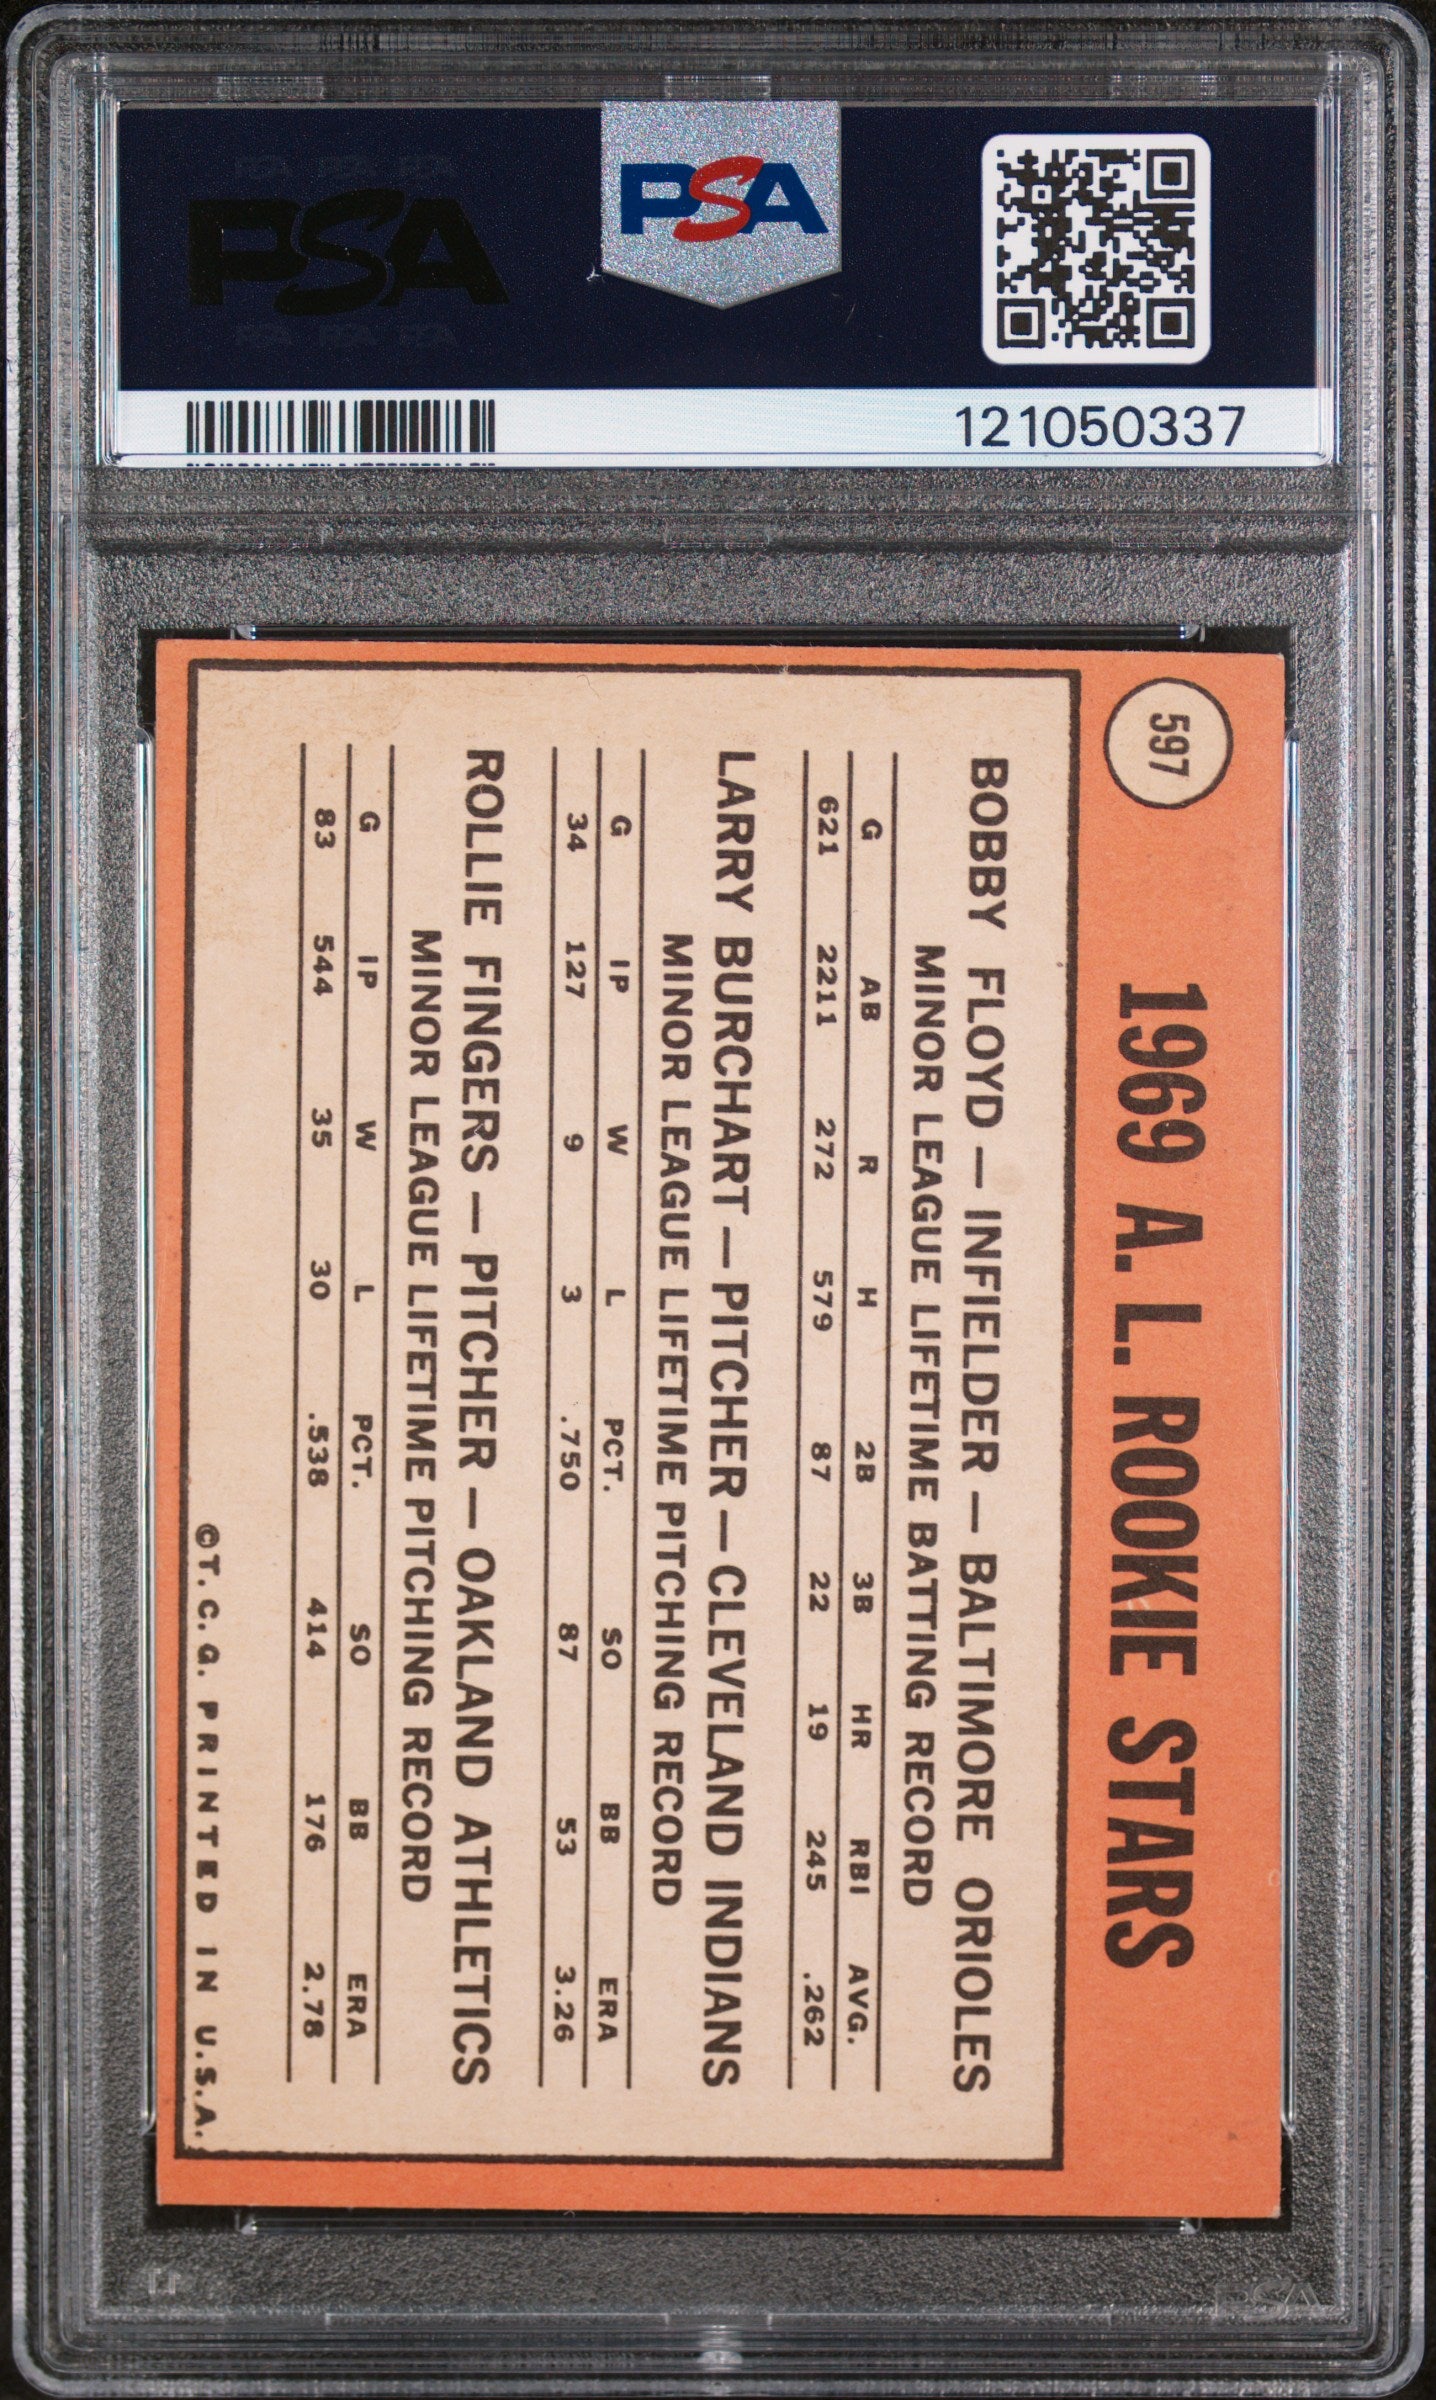 PSA
PSA
121050337
597
1969 A. L. ROOKIE STARS
BOBBY FLOYD — INFIELDER — BALTIMORE ORIOLES
MINOR LEAGUE LIFETIME BATTING RECORD
G AB R H 2B 3B HR RBI AVG.
621 2211 272 579 87 22 19 245 .262
LARRY BURCHART — PITCHER — CLEVELAND INDIANS
MINOR LEAGUE LIFETIME PITCHING RECORD
G IP W L PCT. SO BB ERA
34 127 9 3 .750 87 53 3.26
ROLLIE FINGERS — PITCHER — OAKLAND ATHLETICS
MINOR LEAGUE LIFETIME PITCHING RECORD
G IP W L PCT. SO BB ERA
83 544 35 30 .538 414 176 2.78
©T. C. G. PRINTED IN U.S.A.
PSA